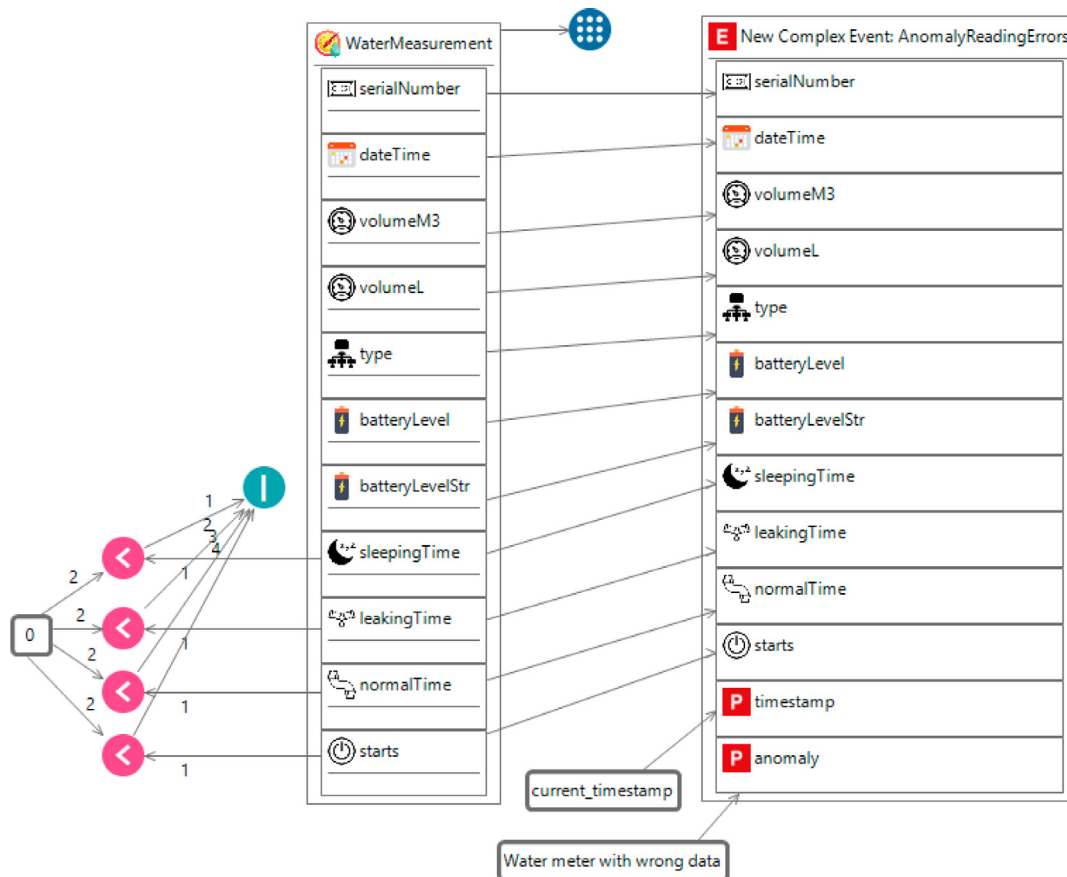 WaterMeasurement
serialNumber
dateTime
volumeM3
volumeL
type
batteryLevel
batteryLevelStr
sleepingTime
leakingTime
normalTime
starts
E New Complex Event: AnomalyReadingErrors
serialNumber
dateTime
volumeM3
volumeL
type
batteryLevel
batteryLevelStr
sleepingTime
leakingTime
normalTime
starts
P timestamp
P anomaly
1
2
3
4
2
1
2
1
2
1
2
1
0
current_timestamp
Water meter with wrong data